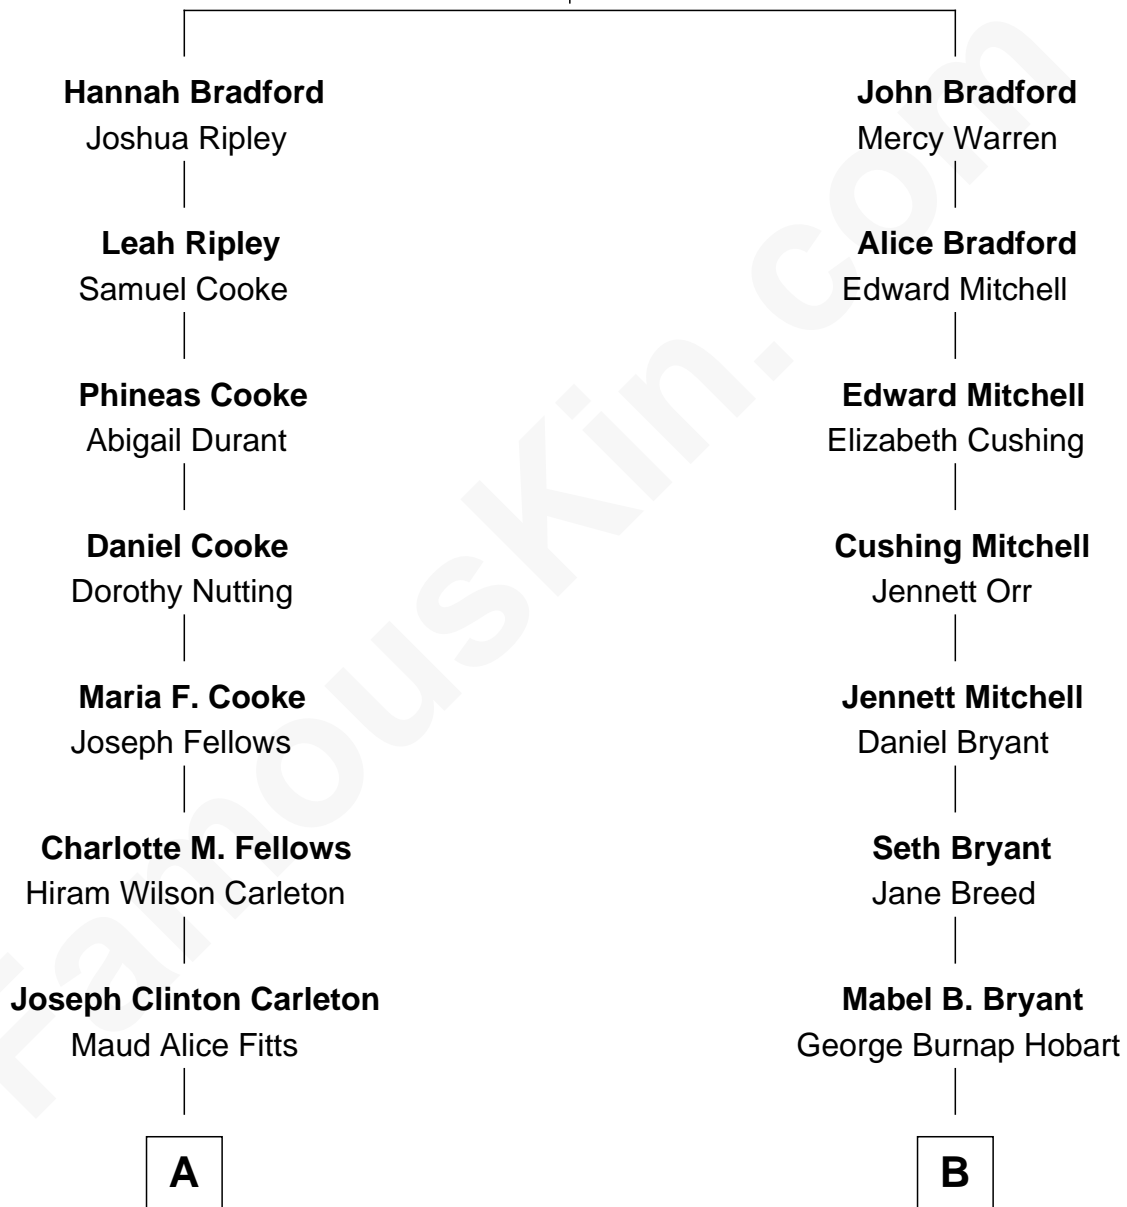 Hannah Bradford
Joshua Ripley
Leah Ripley
Samuel Cooke
Phineas Cooke
Abigail Durant
Daniel Cooke
Dorothy Nutting
Maria F. Cooke
Joseph Fellows
Charlotte M. Fellows
Hiram Wilson Carleton
Joseph Clinton Carleton
Maud Alice Fitts
A
John Bradford
Mercy Warren
Alice Bradford
Edward Mitchell
Edward Mitchell
Elizabeth Cushing
Cushing Mitchell
Jennett Orr
Jennett Mitchell
Daniel Bryant
Seth Bryant
Jane Breed
Mabel B. Bryant
George Burnap Hobart
B
FamousKin.com